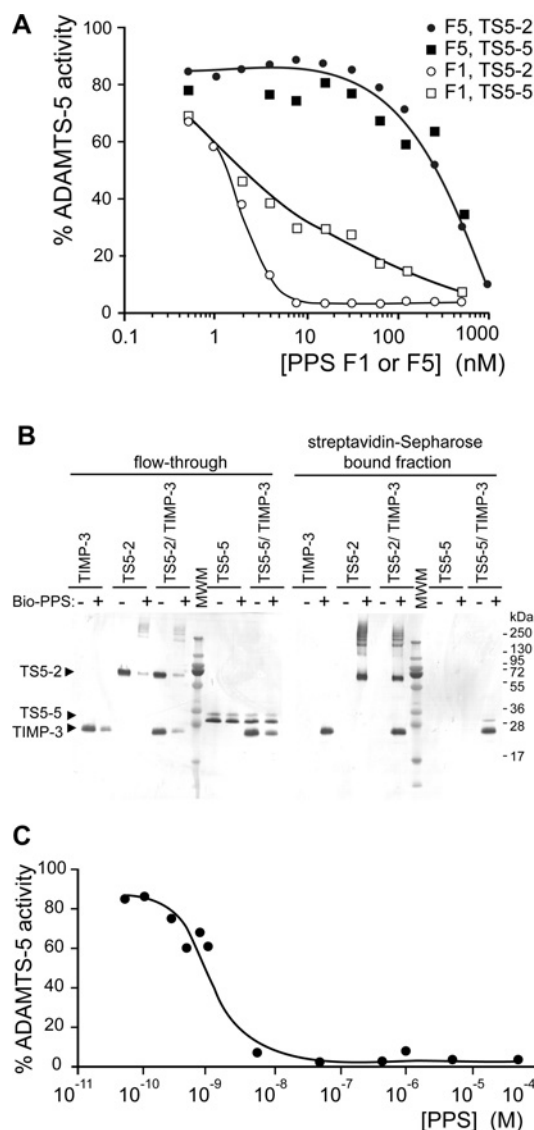 A
F5, TS5-2
F5, TS5-5
F1, TS5-2
F1, TS5-5
100
80
60
40
20
0
% ADAMTS-5 activity
0.1 1 10 100 1000
[PPS F1 or F5] (nM)
B
flow-through
streptavidin-Sepharose
bound fraction
TIMP-3
TS5-2
TS5-2/ TIMP-3
MWM
TS5-5
TS5-5/ TIMP-3
TIMP-3
TS5-2
TS5-2/ TIMP-3
MWM
TS5-5
TS5-5/ TIMP-3
Bio-PPS: - + - + - + - + - + - + - + - + - + - +
kDa
250
130
95
72
55
36
28
17
TS5-2
TS5-5
TIMP-3
C
100
80
60
40
20
0
% ADAMTS-5 activity
10-11 10-10 10-9 10-8 10-7 10-6 10-5 10-4
[PPS] (M)